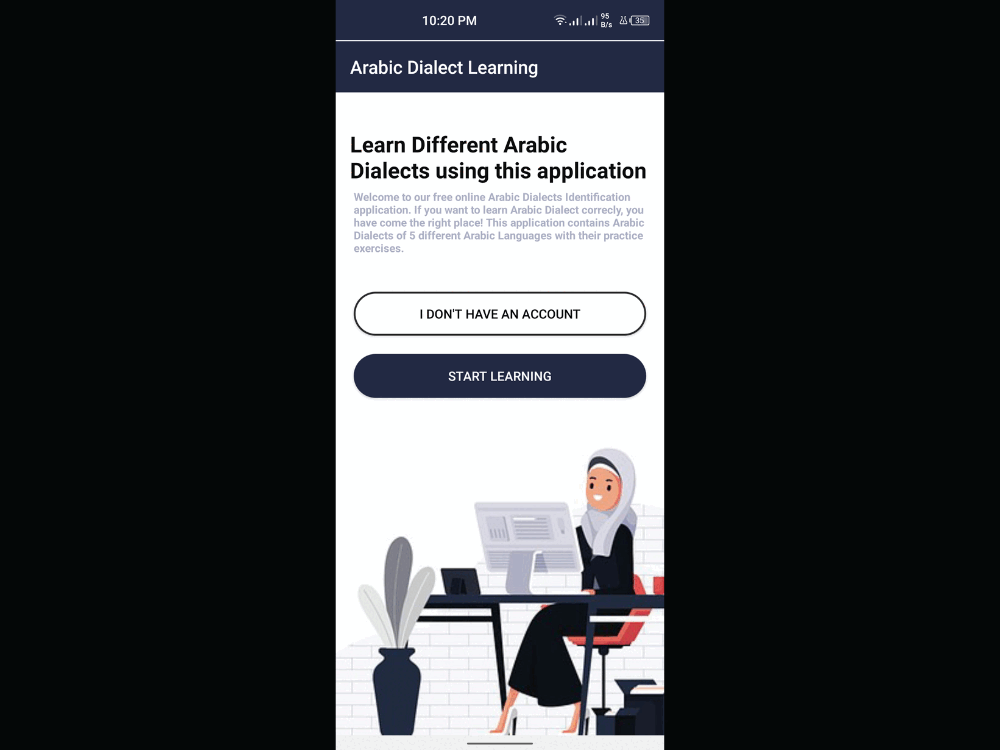 10:20 PM
95
B/s
35
Arabic Dialect Learning
Learn Different Arabic
Dialects using this application
Welcome to our free online Arabic Dialects Identification
application. If you want to learn Arabic Dialect correcly, you
have come the right place! This application contains Arabic
Dialects of 5 different Arabic Languages with their practice
exercises.
I DON'T HAVE AN ACCOUNT
START LEARNING